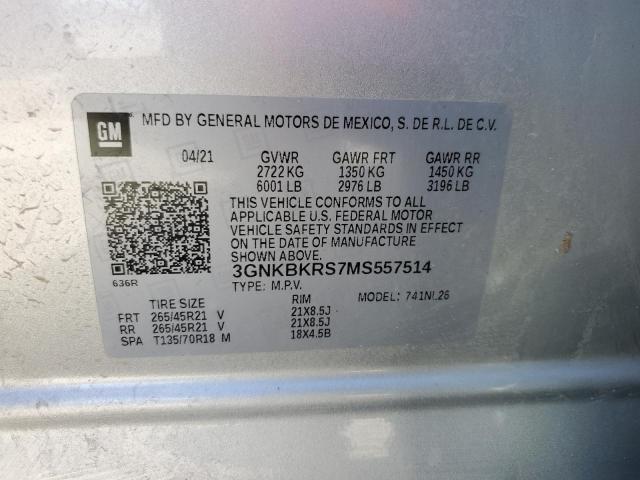 GM MFD BY GENERAL MOTORS DE MEXICO, S. DE R.L. DE C.V.
04/21 GVWR GAWR FRT GAWR RR
2722 KG 1350 KG 1450 KG
6001 LB 2976 LB 3196 LB
THIS VEHICLE CONFORMS TO ALL
APPLICABLE U.S. FEDERAL MOTOR
VEHICLE SAFETY STANDARDS IN EFFECT
ON THE DATE OF MANUFACTURE
SHOWN ABOVE.
636R 3GNKBKRS7MS557514
TYPE: M.P.V. MODEL: 741NL26
TIRE SIZE RIM
FRT 265/45R21 V 21X8.5J
RR 265/45R21 V 21X8.5J
SPA T135/70R18 M 18X4.5B